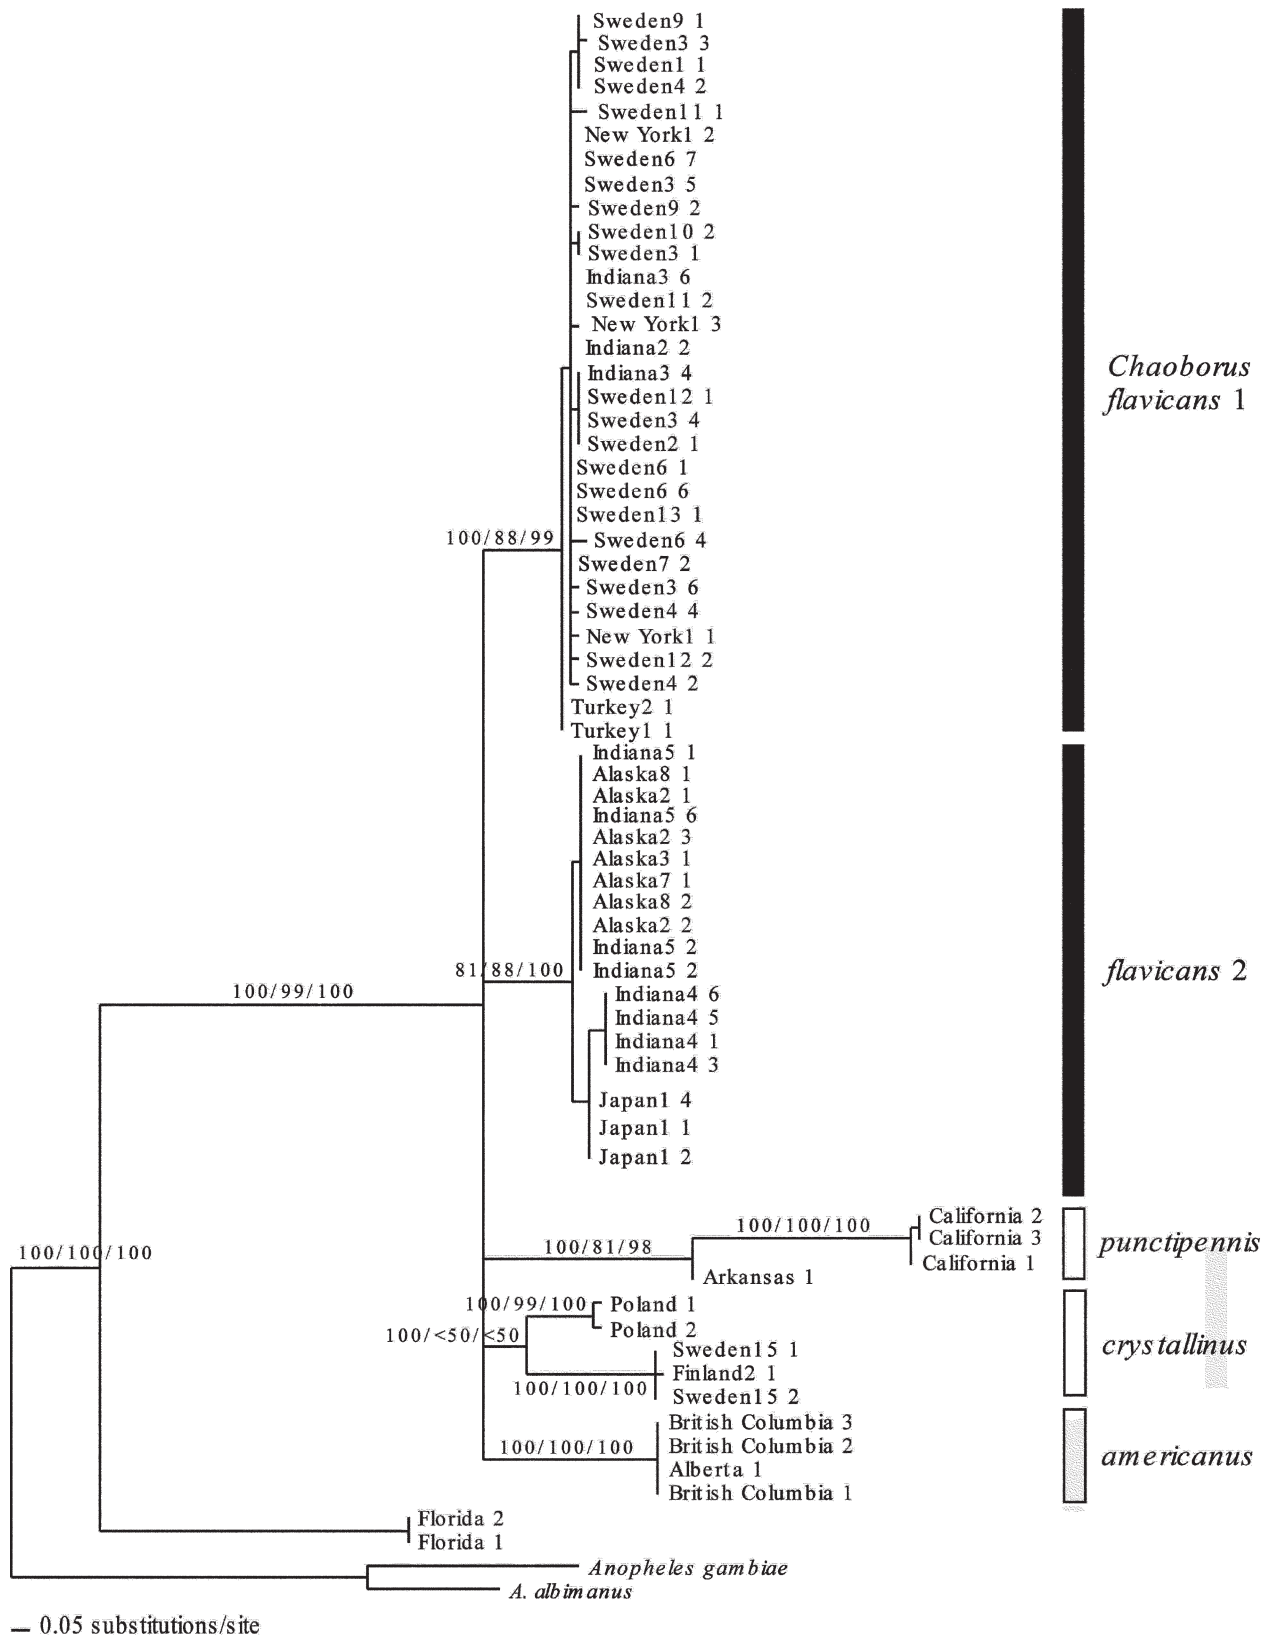 Sweden9 1
Sweden3 3
Sweden1 1
Sweden4 2
Sweden11 1
New York1 2
Sweden6 7
Sweden3 5
Sweden9 2
Sweden10 2
Sweden3 1
Indiana3 6
Sweden11 2
New York1 3
Indiana2 2
Indiana3 4
Sweden12 1
Sweden3 4
Sweden2 1
Sweden6 1
Sweden6 6
Sweden13 1
Sweden6 4
Sweden7 2
Sweden3 6
Sweden4 4
New York1 1
Sweden12 2
Sweden4 2
Turkey2 1
Turkey1 1
100/88/99
Chaoborus
flavicans 1
Indiana5 1
Alaska8 1
Alaska2 1
Indiana5 6
Alaska2 3
Alaska3 1
Alaska7 1
Alaska8 2
Alaska2 2
Indiana5 2
Indiana5 2
Indiana4 6
Indiana4 5
Indiana4 1
Indiana4 3
Japan1 4
Japan1 1
Japan1 2
81/88/100
flavicans 2
100/99/100
100/100/100
100/81/98
100/100/100
California 2
California 3
California 1
Arkansas 1
punctipennis
100/99/100
100/<50/<50
100/100/100
Poland 1
Poland 2
Sweden15 1
Finland2 1
Sweden15 2
crystallinus
100/100/100
British Columbia 3
British Columbia 2
Alberta 1
British Columbia 1
americanus
Florida 2
Florida 1
Anopheles gambiae
A. albimanus
0.05 substitutions/site